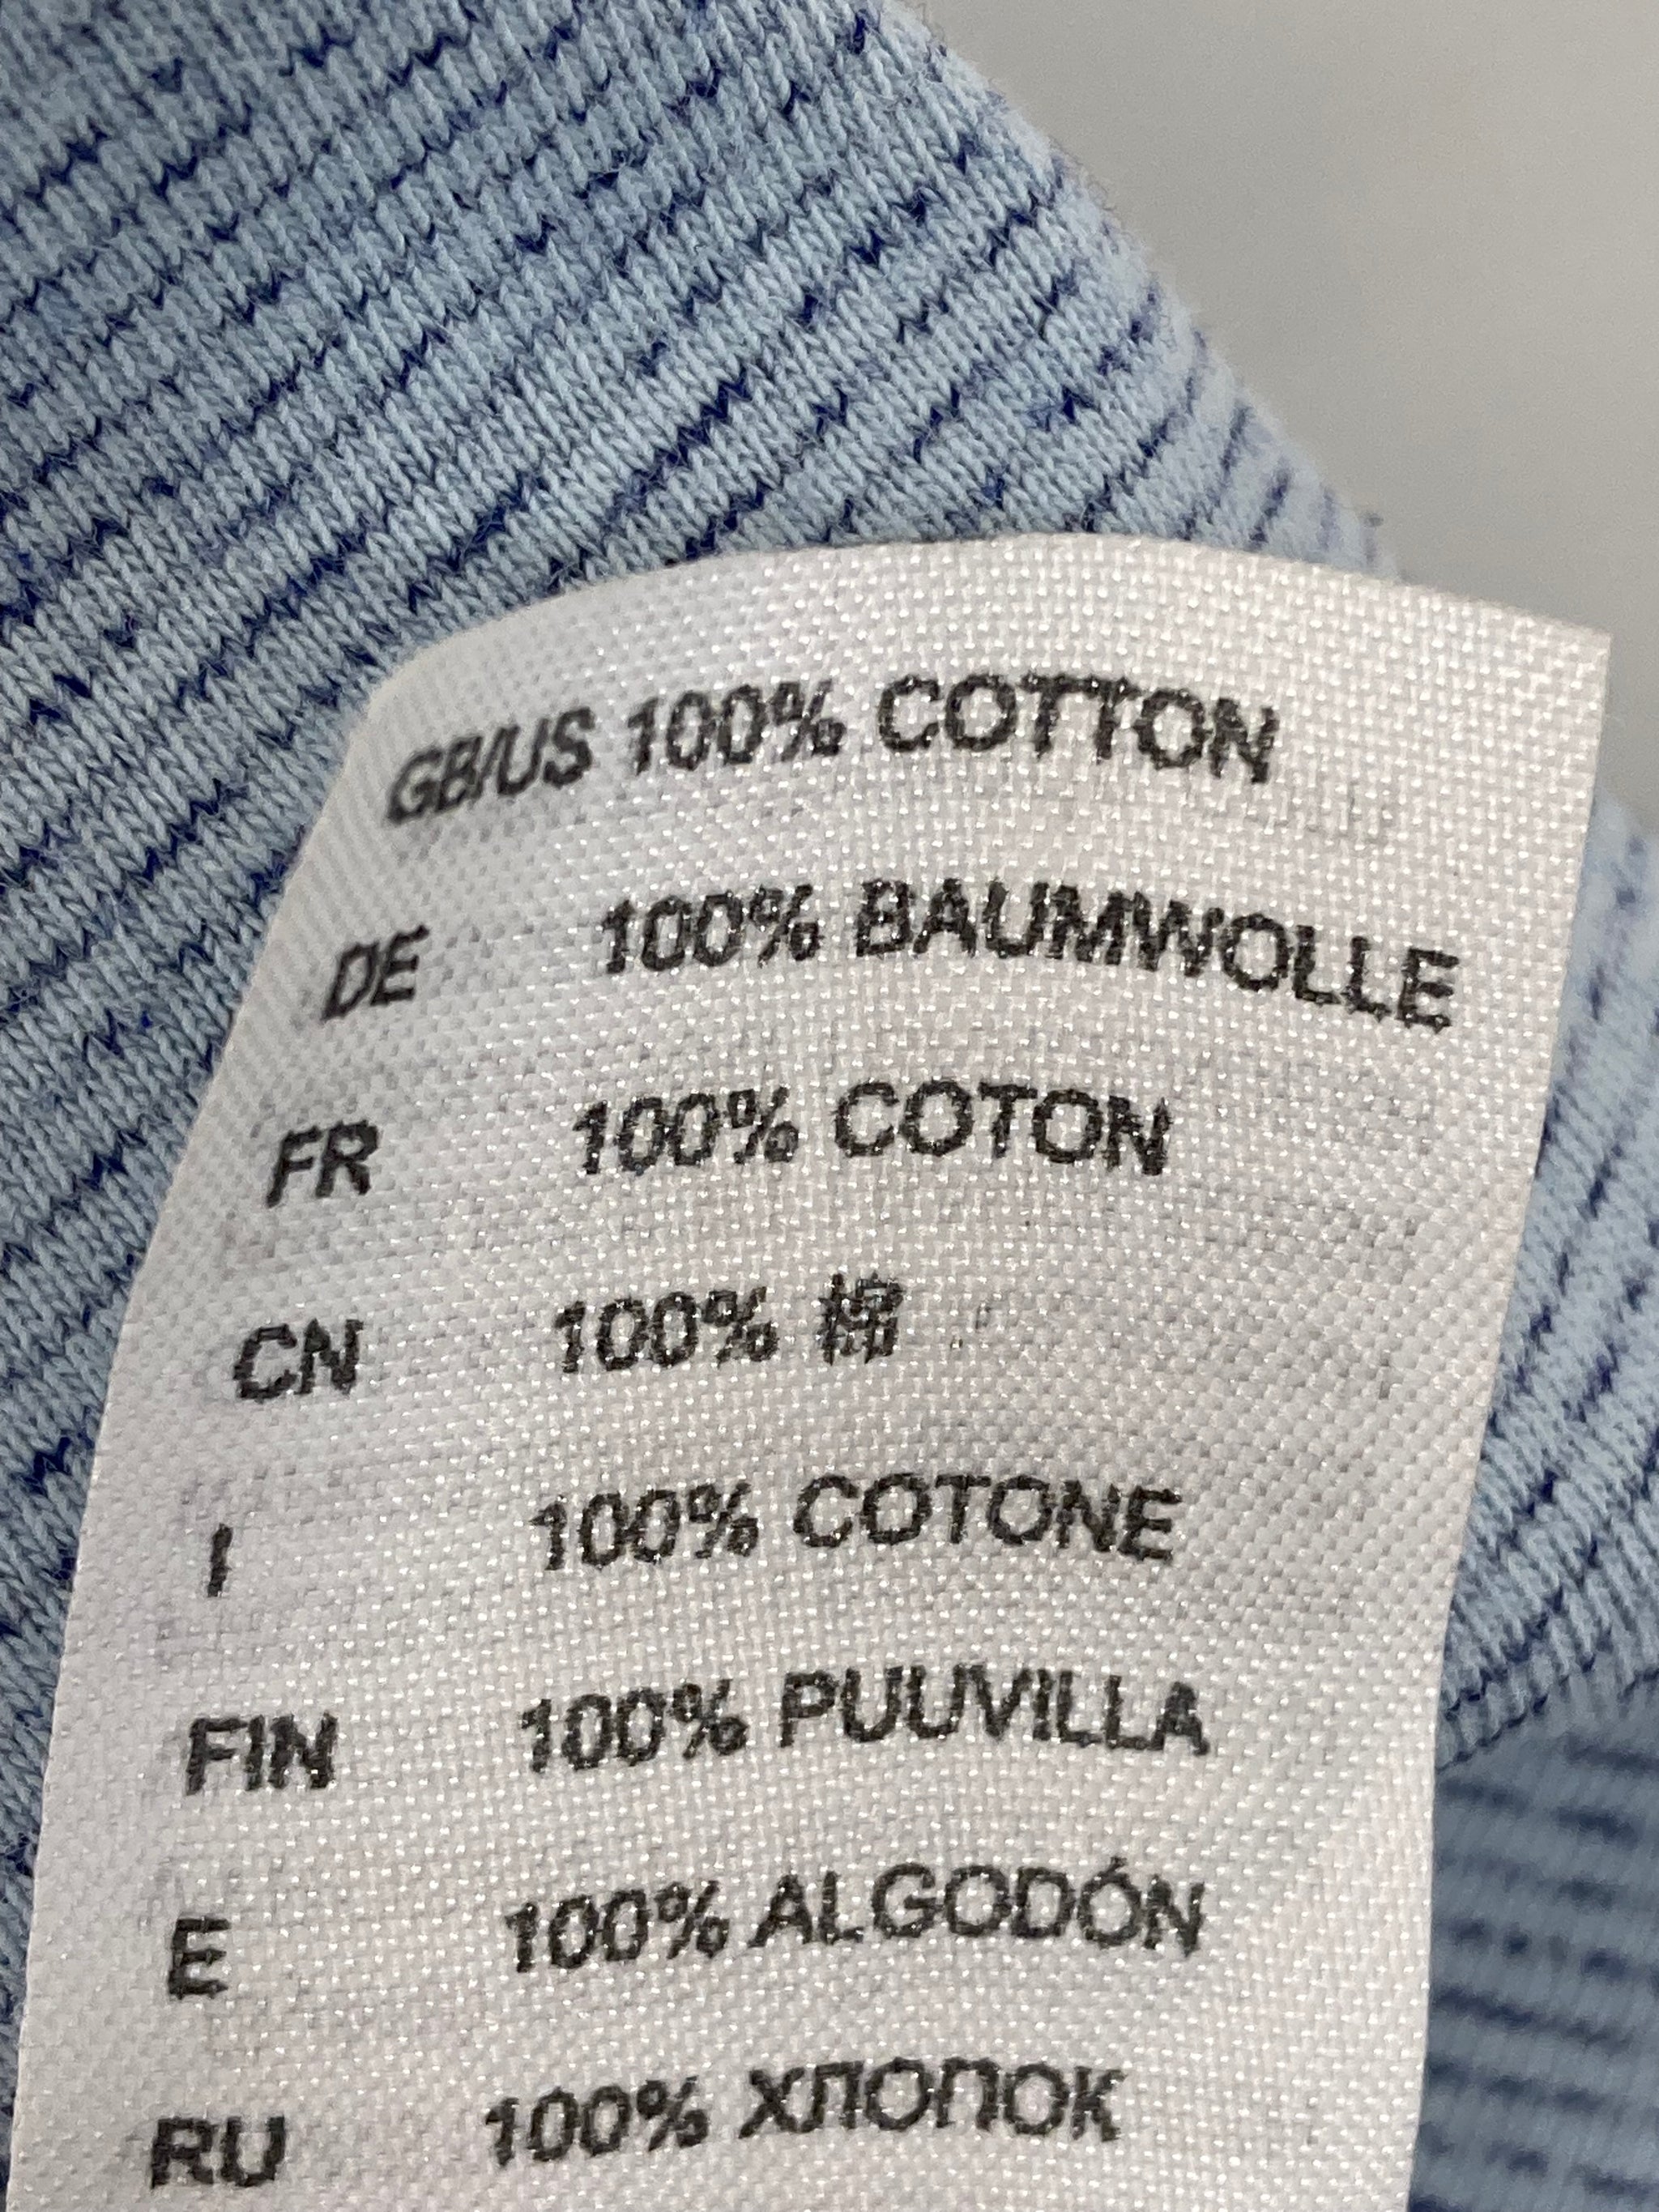 GB/US 100% COTTON
DE 100% BAUMWOLLE
FR 100% COTON
CN 100% 棉
I 100% COTONE
FIN 100% PUUVILLA
E 100% ALGODÓN
RU 100% ХЛОПОК